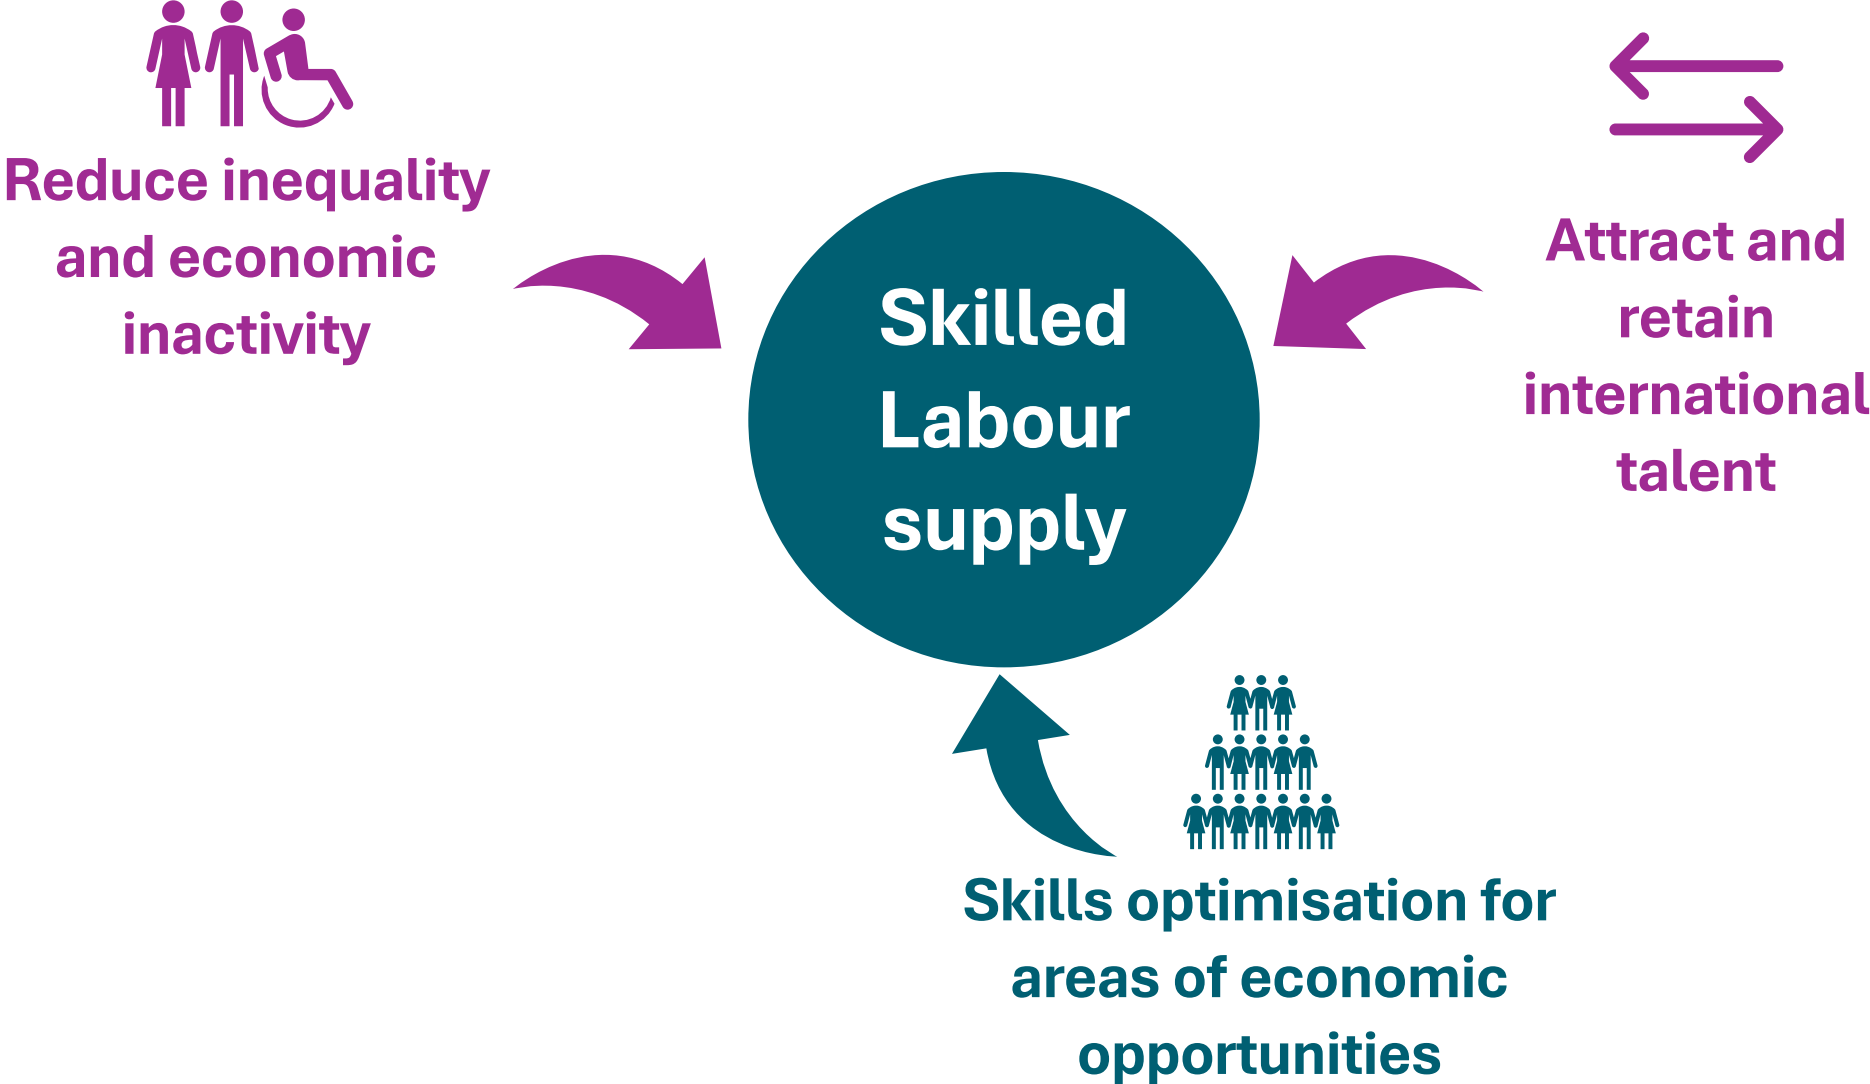 Reduce inequality
and economic
inactivity
Skilled
Labour
supply
Attract and
retain
international
talent
Skills optimisation for
areas of economic
opportunities